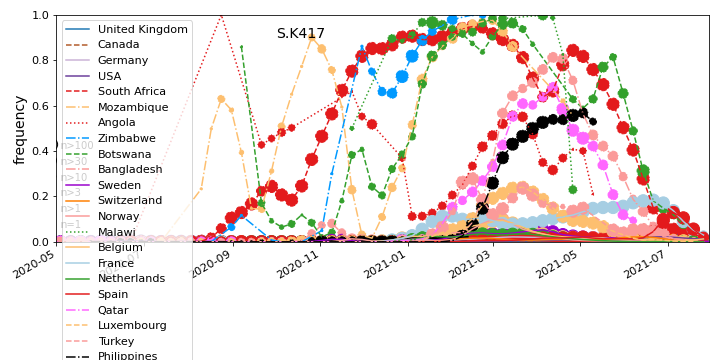 S.K417
frequency
1.0
0.8
0.6
0.4
0.2
0.0
United Kingdom
Canada
Germany
USA
South Africa
Mozambique
Angola
Zimbabwe
Botswana
Bangladesh
Sweden
Switzerland
Norway
Malawi
Belgium
France
Netherlands
Spain
Qatar
Luxembourg
Turkey
Philippines
n>100
n>30
n>10
n>3
n>1
n=1
2020-05
2020-09
2020-11
2021-01
2021-03
2021-05
2021-07